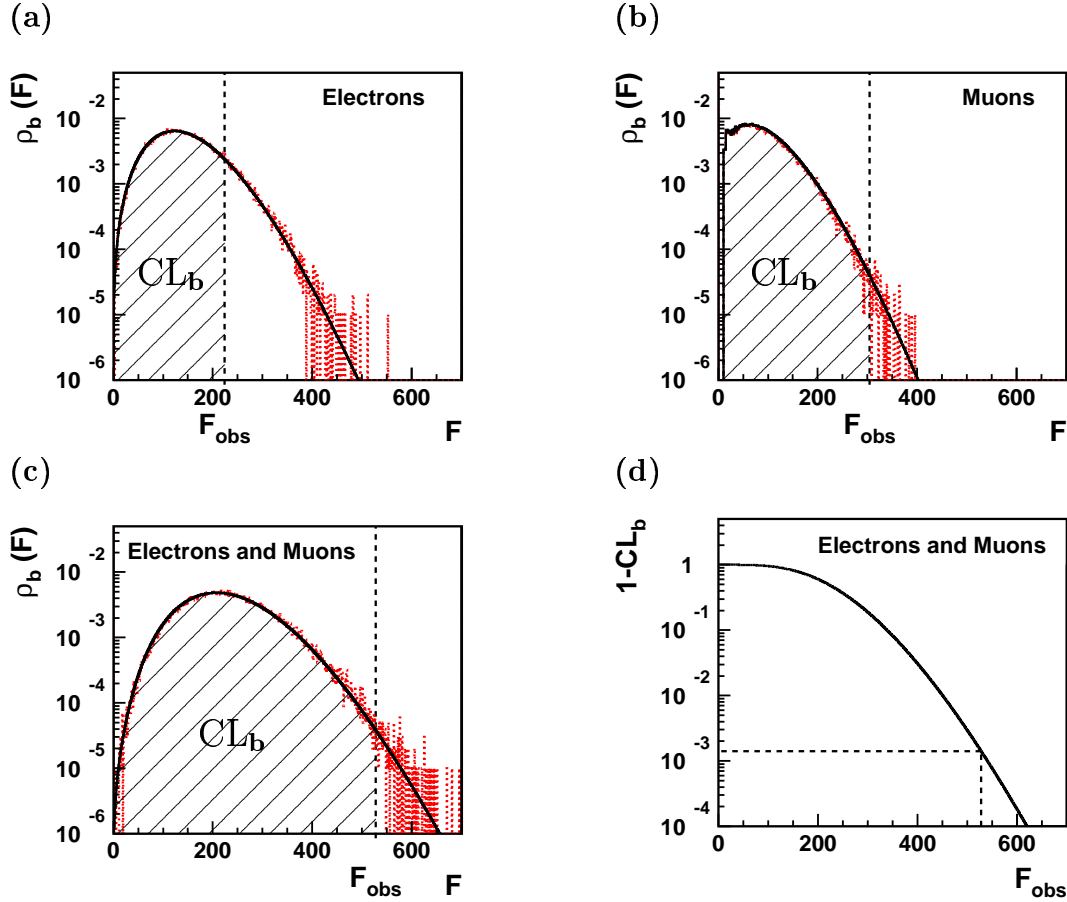 (a)
ρb (F)
Electrons
10 -2
10 -3
10 -4
10 -5
10 -6
CLb
0 200 400 600
Fobs F
(b)
ρb (F)
Muons
10 -2
10 -3
10 -4
10 -5
10 -6
CLb
0 200 400 600
Fobs F
(c)
ρb (F)
Electrons and Muons
10 -2
10 -3
10 -4
10 -5
10 -6
CLb
0 200 400 600
Fobs F
(d)
1-CLb
Electrons and Muons
1
10 -1
10 -2
10 -3
10 -4
0 200 400 600
Fobs